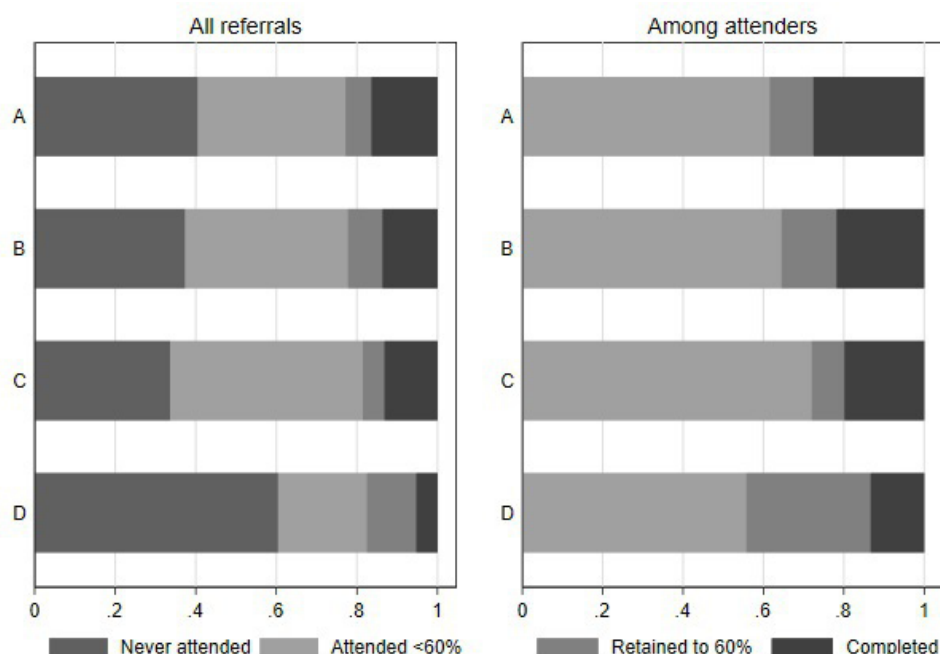 All referrals
A
B
C
D
0 .2 .4 .6 .8 1
Among attenders
A
B
C
D
0 .2 .4 .6 .8 1
Never attended Attended <60% Retained to 60% Completed